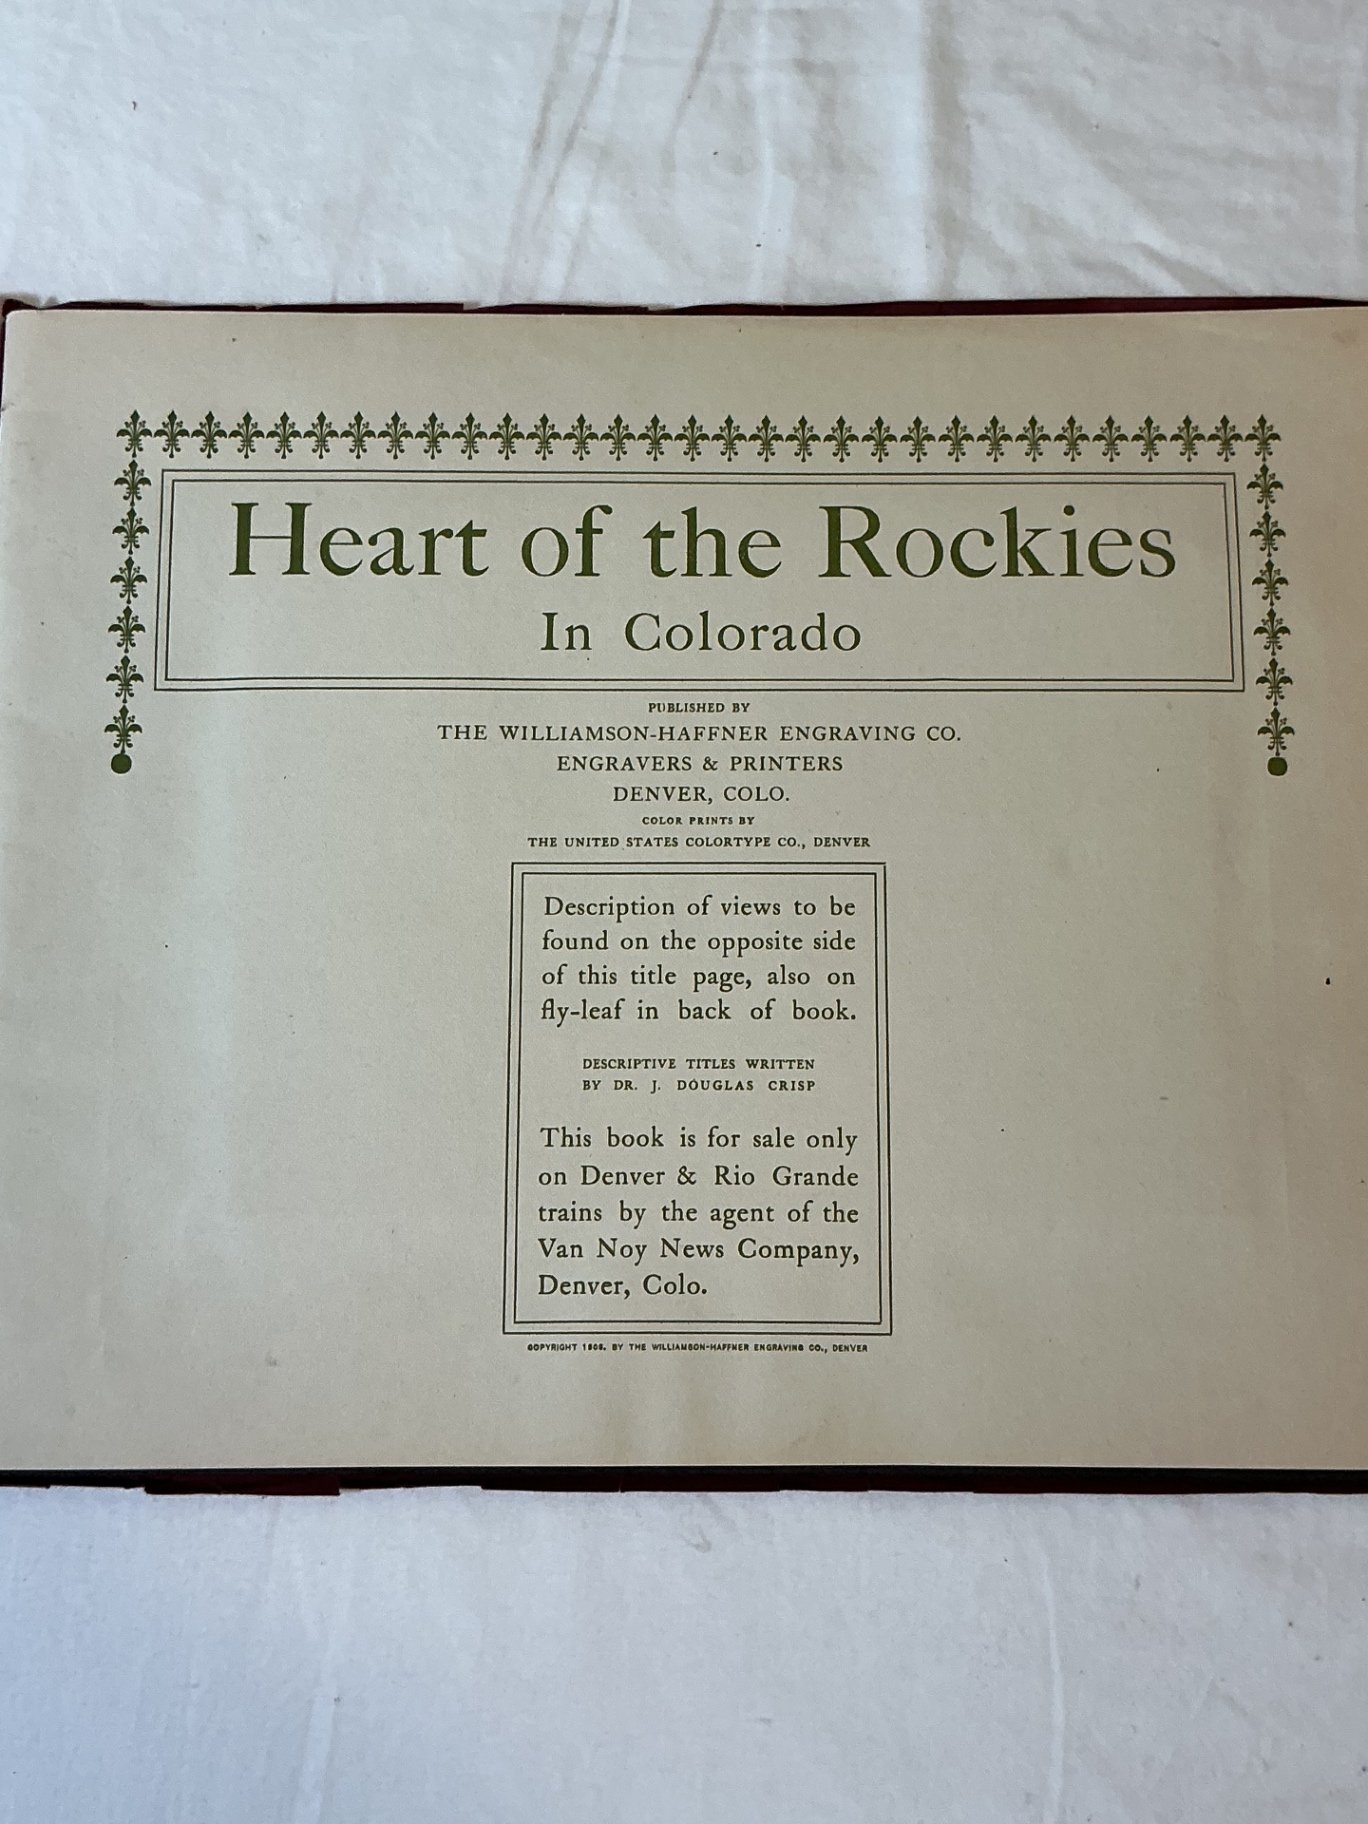 Heart of the Rockies
In Colorado
PUBLISHED BY
THE WILLIAMSON-HAFFNER ENGRAVING CO.
ENGRAVERS & PRINTERS
DENVER, COLO.
COLOR PRINTS BY
THE UNITED STATES COLORTYPE CO., DENVER
Description of views to be
found on the opposite side
of this title page, also on
fly-leaf in back of book.
DESCRIPTIVE TITLES WRITTEN
BY DR. J. DOUGLAS CRISP
This book is for sale only
on Denver & Rio Grande
trains by the agent of the
Van Noy News Company,
Denver, Colo.
COPYRIGHT BY THE WILLIAMSON-HAFFNER ENGRAVING CO., DENVER